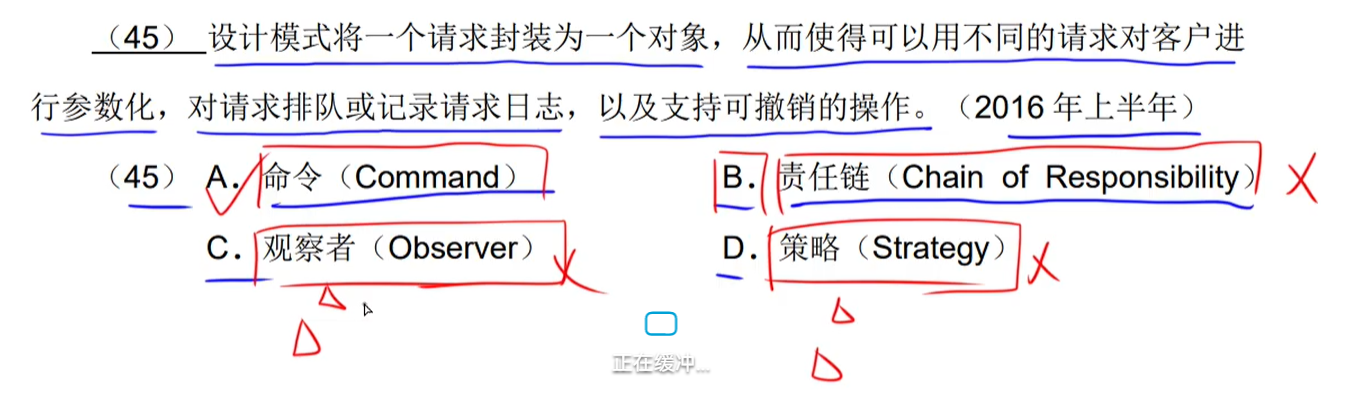 （45） 设计模式将一个请求封装为一个对象，从而使得可以用不同的请求对客户进
行参数化，对请求排队或记录请求日志，以及支持可撤销的操作。（2016 年上半年）
（45） A. 命令（Command） B. 责任链（Chain of Responsibility）
C. 观察者（Observer） D. 策略（Strategy）
正在缓冲...